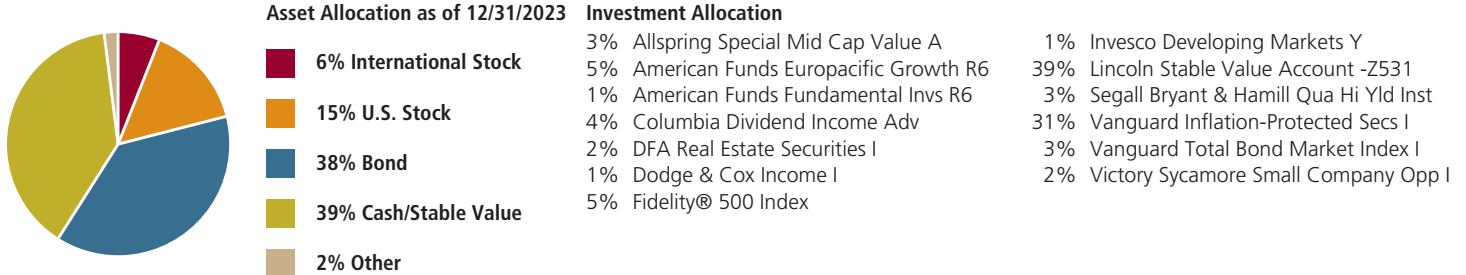 Asset Allocation as of 12/31/2023
6% International Stock
15% U.S. Stock
38% Bond
39% Cash/Stable Value
2% Other
Investment Allocation
3% Allspring Special Mid Cap Value A
5% American Funds Europacific Growth R6
1% American Funds Fundamental Invs R6
4% Columbia Dividend Income Adv
2% DFA Real Estate Securities I
1% Dodge & Cox Income I
5% Fidelity® 500 Index
1% Invesco Developing Markets Y
39% Lincoln Stable Value Account -Z531
3% Segall Bryant & Hamill Qua Hi Yld Inst
31% Vanguard Inflation-Protected Secs I
3% Vanguard Total Bond Market Index I
2% Victory Sycamore Small Company Opp I